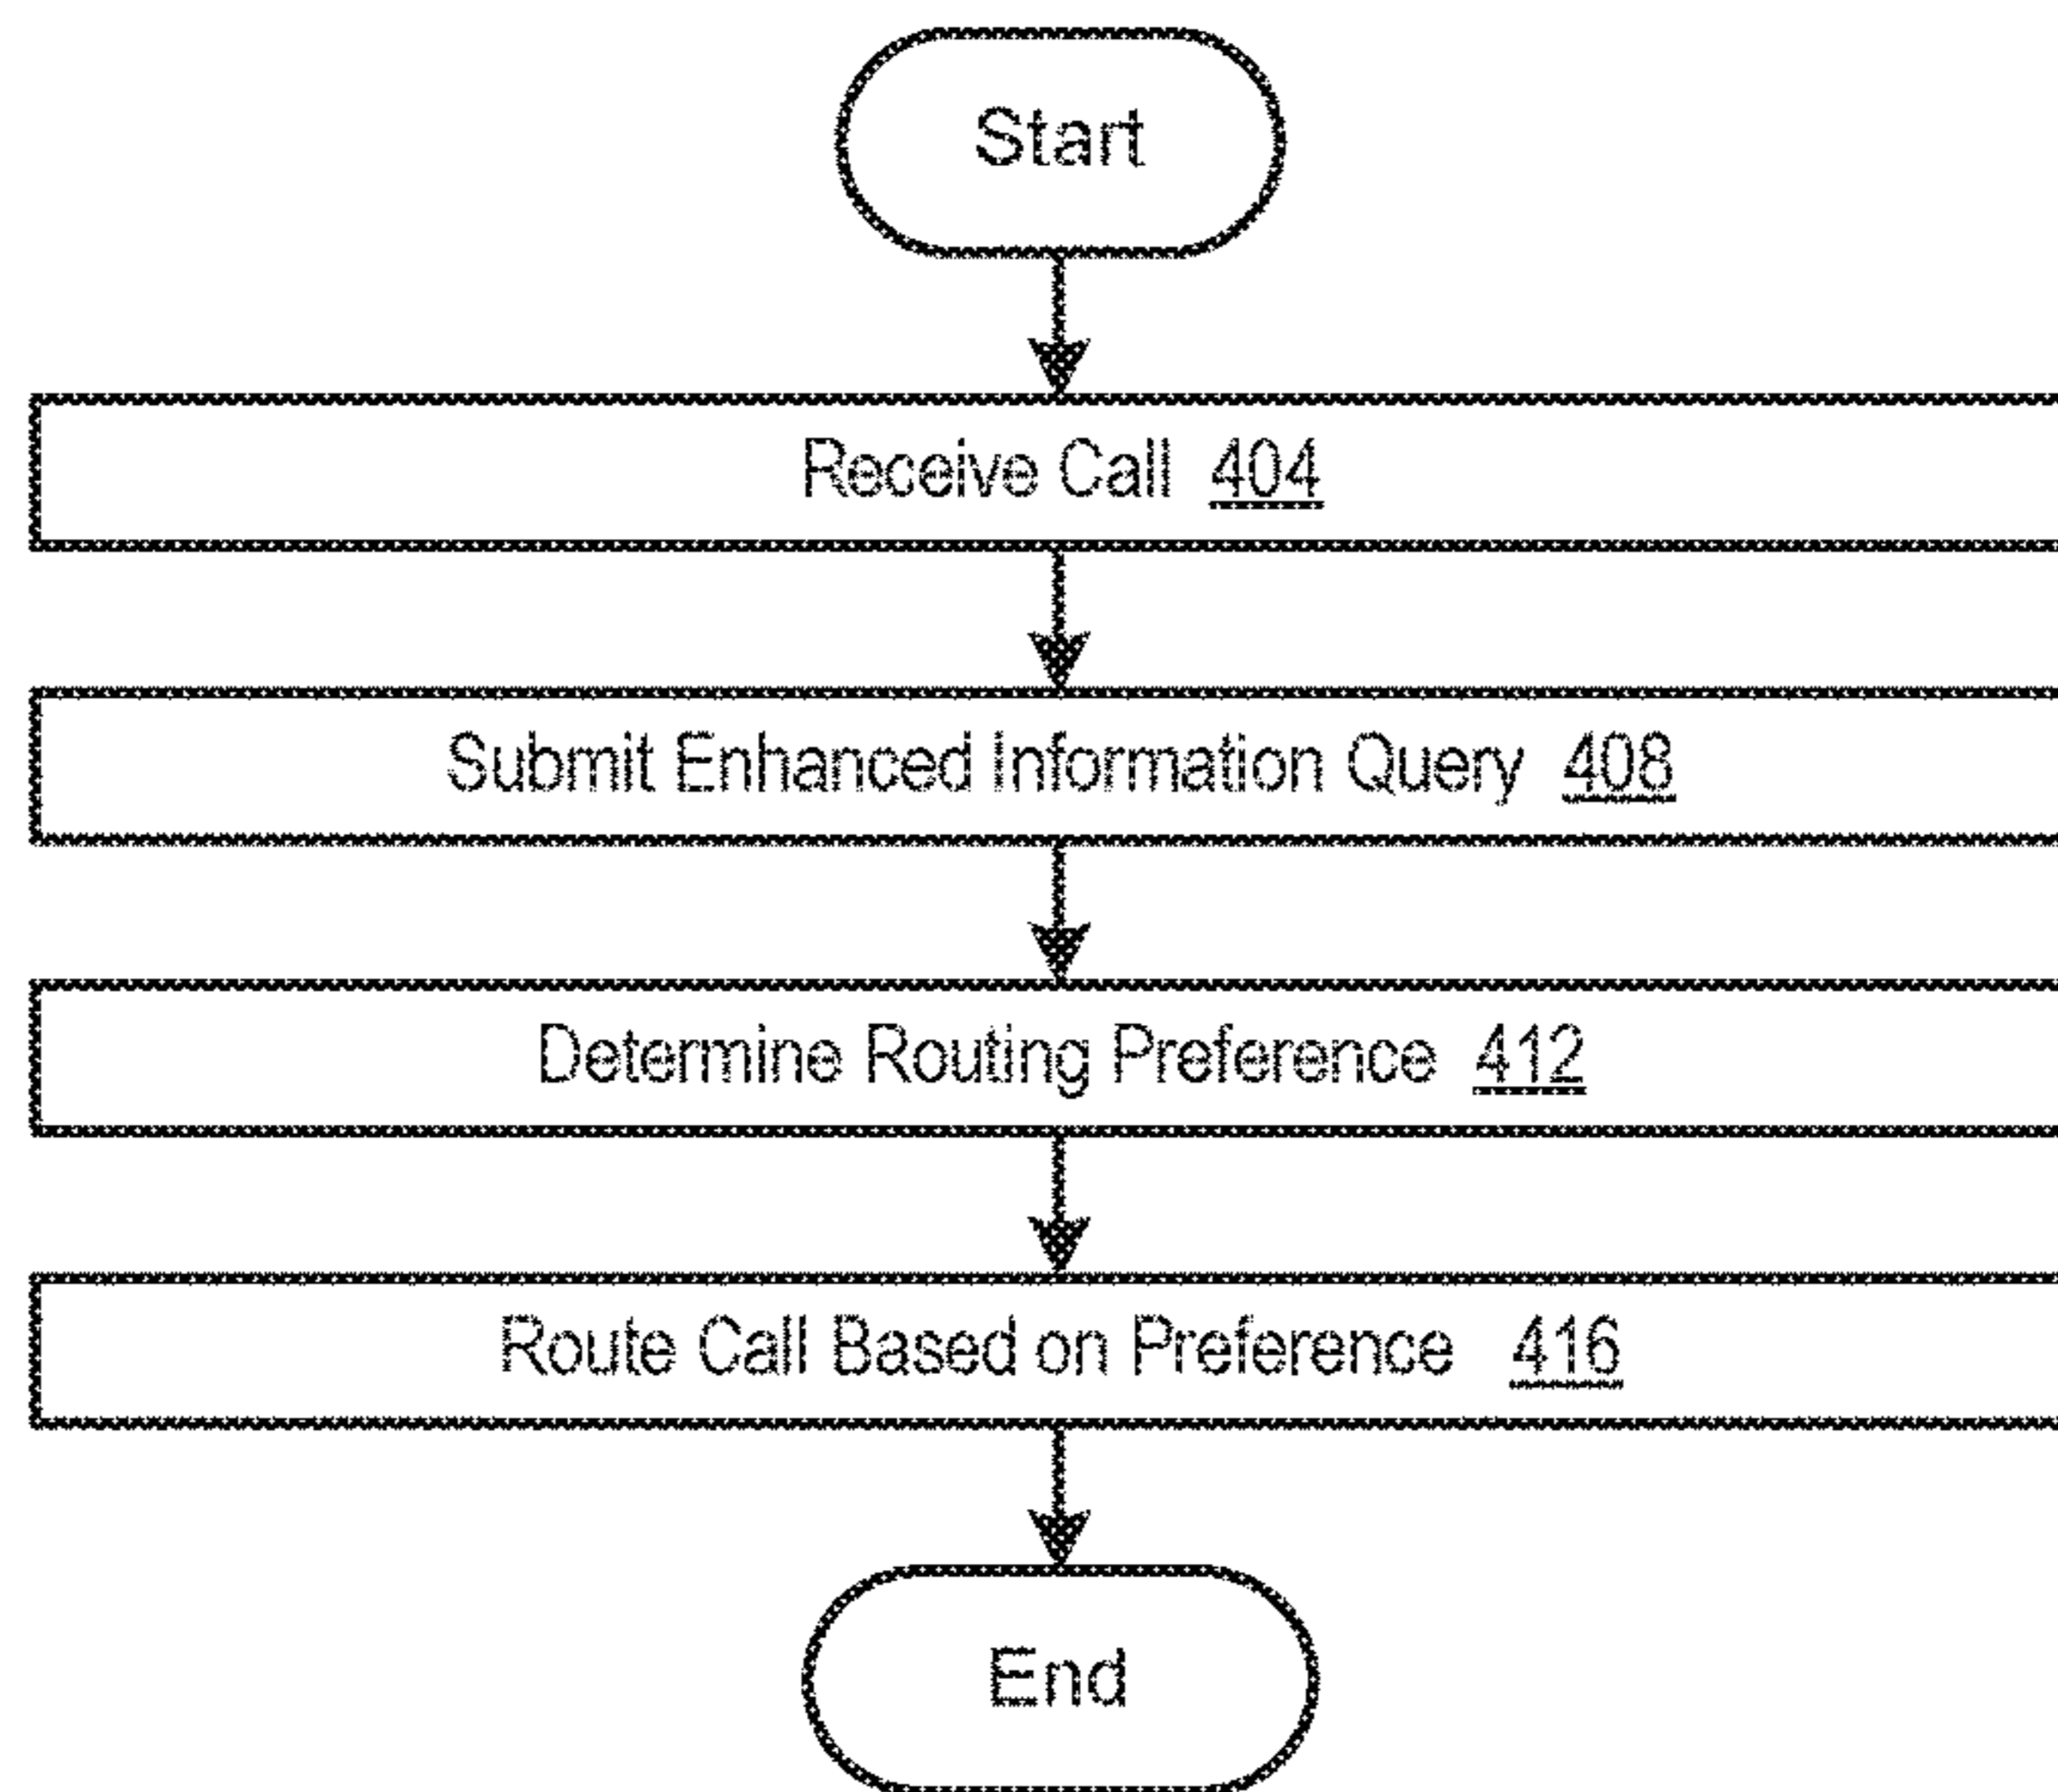 Start
Receive Call 404
Submit Enhanced Information Query 408
Determine Routing Preference 412
Route Call Based on Preference 416
End